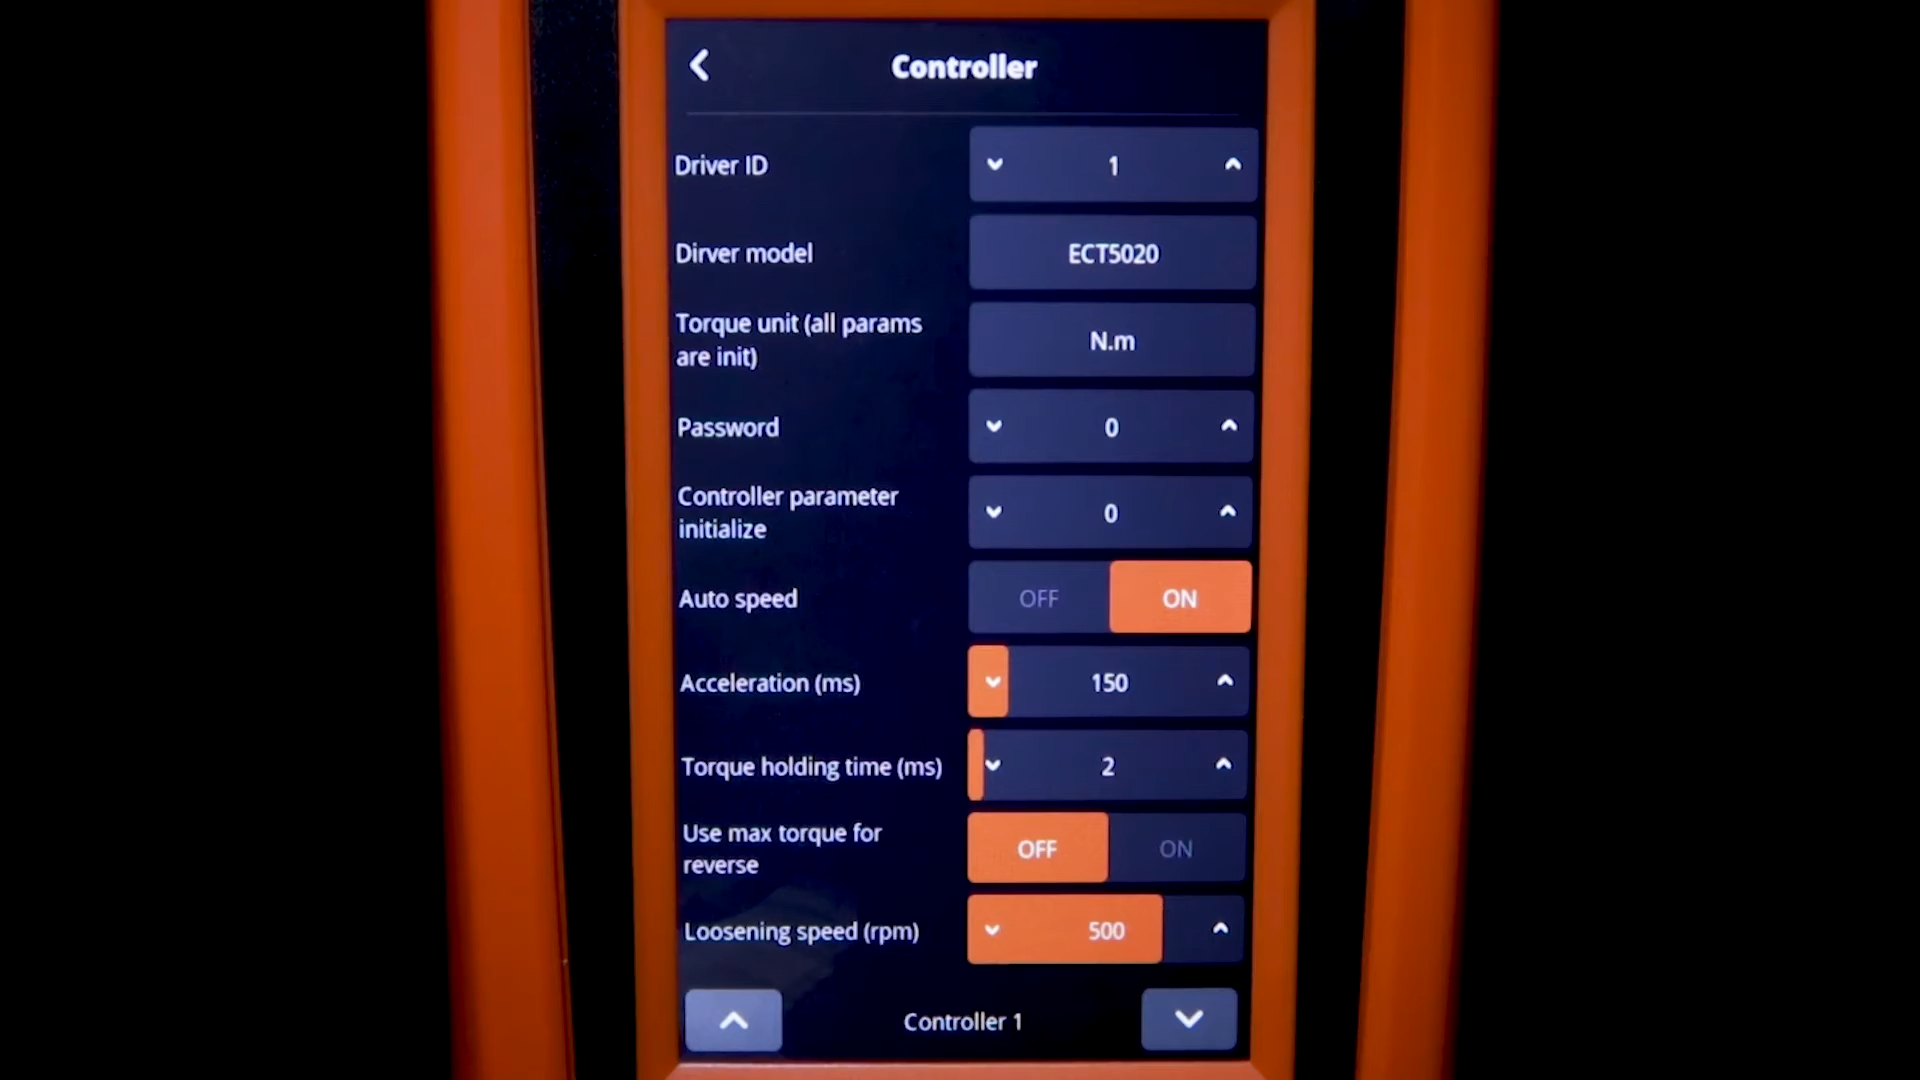 Controller
Driver ID
1
Dirver model
ECT5020
Torque unit (all params
are init)
N.m
Password
0
Controller parameter
initialize
0
Auto speed
OFF
ON
Acceleration (ms)
150
Torque holding time (ms)
2
Use max torque for
reverse
OFF
ON
Loosening speed (rpm)
500
Controller 1